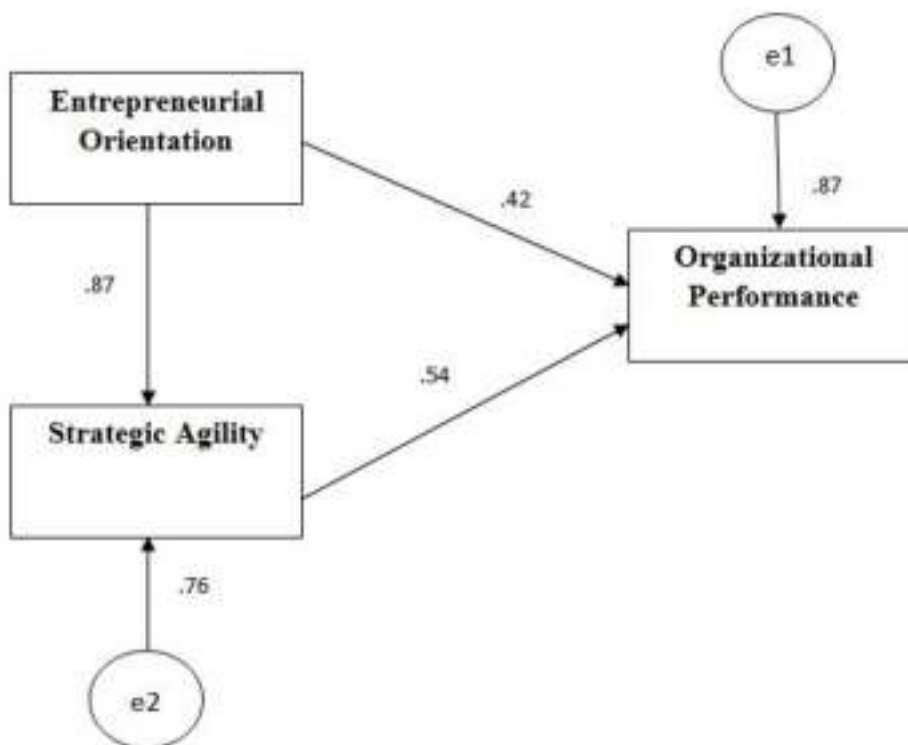 e1
Entrepreneurial
Orientation
.42
.87
Organizational
Performance
.87
.54
Strategic Agility
.76
e2